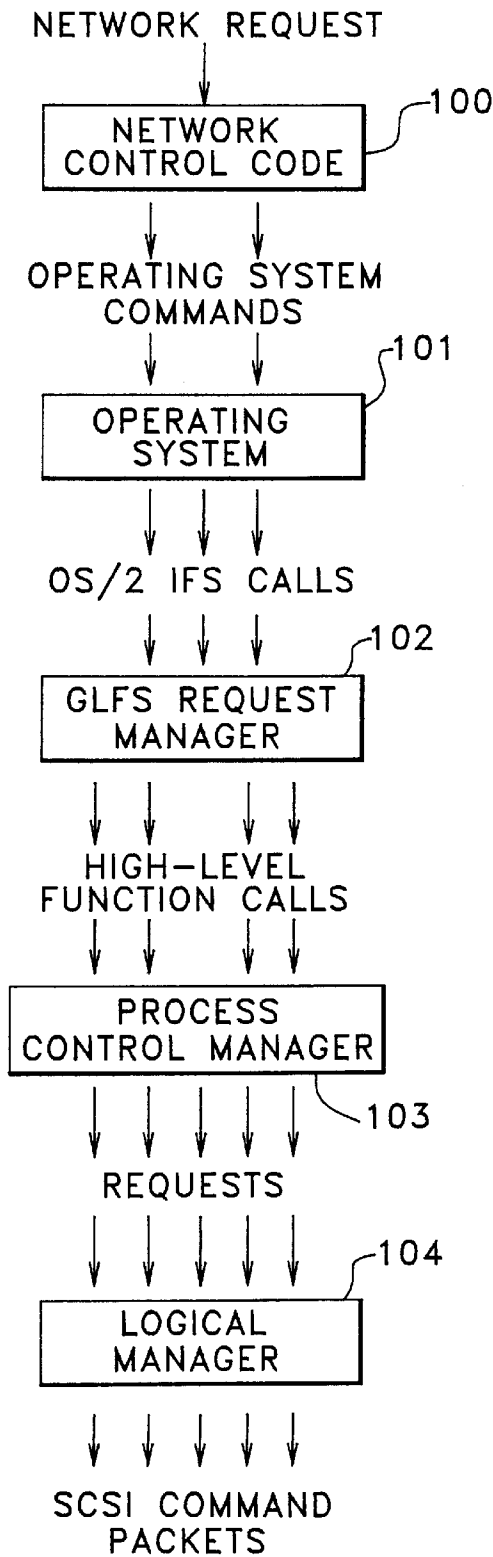 NETWORK REQUEST
100
NETWORK
CONTROL CODE
OPERATING SYSTEM
COMMANDS
101
OPERATING
SYSTEM
OS/2 IFS CALLS
102
GLFS REQUEST
MANAGER
HIGH-LEVEL
FUNCTION CALLS
PROCESS
CONTROL MANAGER
103
REQUESTS
104
LOGICAL
MANAGER
SCSI COMMAND
PACKETS